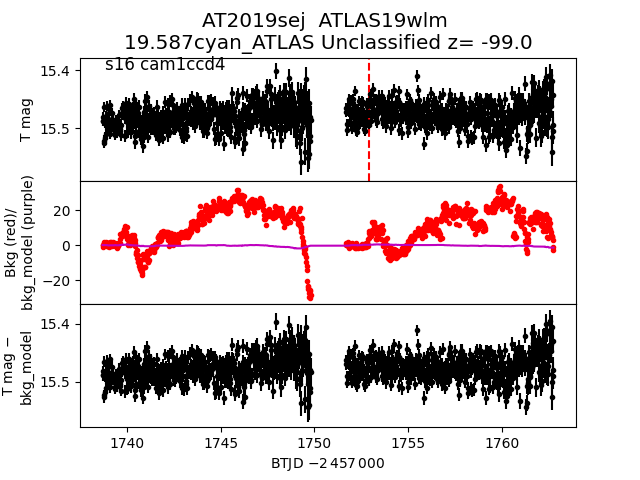 AT2019sej ATLAS19wlm
19.587cyan_ATLAS Unclassified z= -99.0
s16 cam1ccd4
15.4
15.5
T mag
20
0
−20
Bkg (red)/
bkg_model (purple)
15.4
15.5
T mag −
bkg_model
1740 1745 1750 1755 1760
BTJD −2 457 000